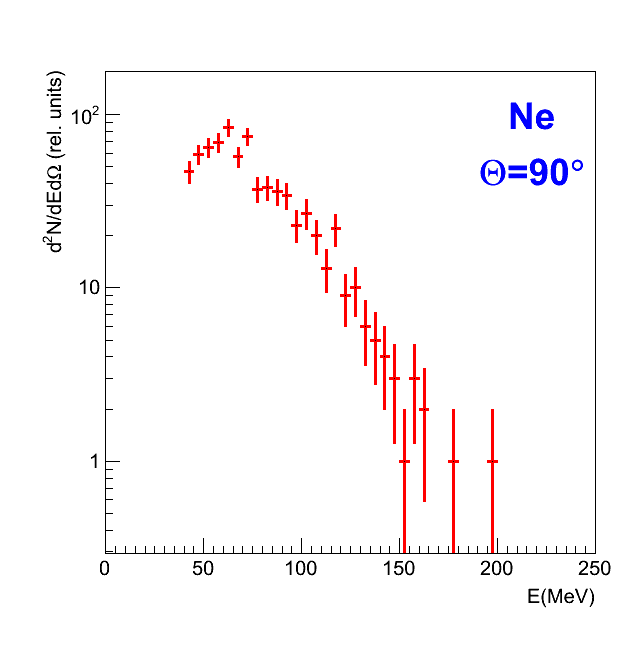 d²N/dEdΩ (rel. units)
10²
10
1
Ne
Θ=90°
0 50 100 150 200 250
E(MeV)